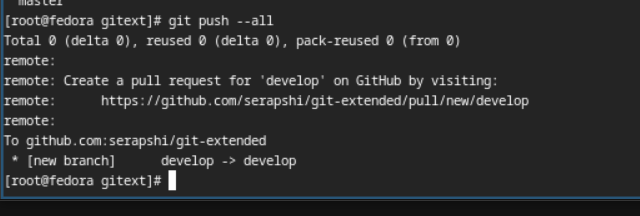 master
[root@fedora gitext]# git push --all
Total 0 (delta 0), reused 0 (delta 0), pack-reused 0 (from 0)
remote:
remote: Create a pull request for 'develop' on GitHub by visiting:
remote:      https://github.com/serapshi/git-extended/pull/new/develop
remote:
To github.com:serapshi/git-extended
 * [new branch]      develop -> develop
[root@fedora gitext]#